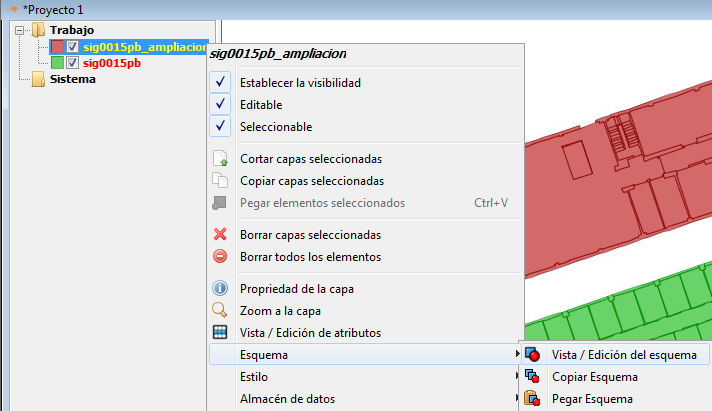 *Proyecto 1
Trabajo
sig0015pb_ampliacion
sig0015pb
Sistema
sig0015pb_ampliacion
Establecer la visibilidad
Editable
Seleccionable
Cortar capas seleccionadas
Copiar capas seleccionadas
Pegar elementos seleccionados Ctrl+V
Borrar capas seleccionadas
Borrar todos los elementos
Propiedad de la capa
Zoom a la capa
Vista / Edición de atributos
Esquema
Estilo
Almacén de datos
Vista / Edición del esquema
Copiar Esquema
Pegar Esquema